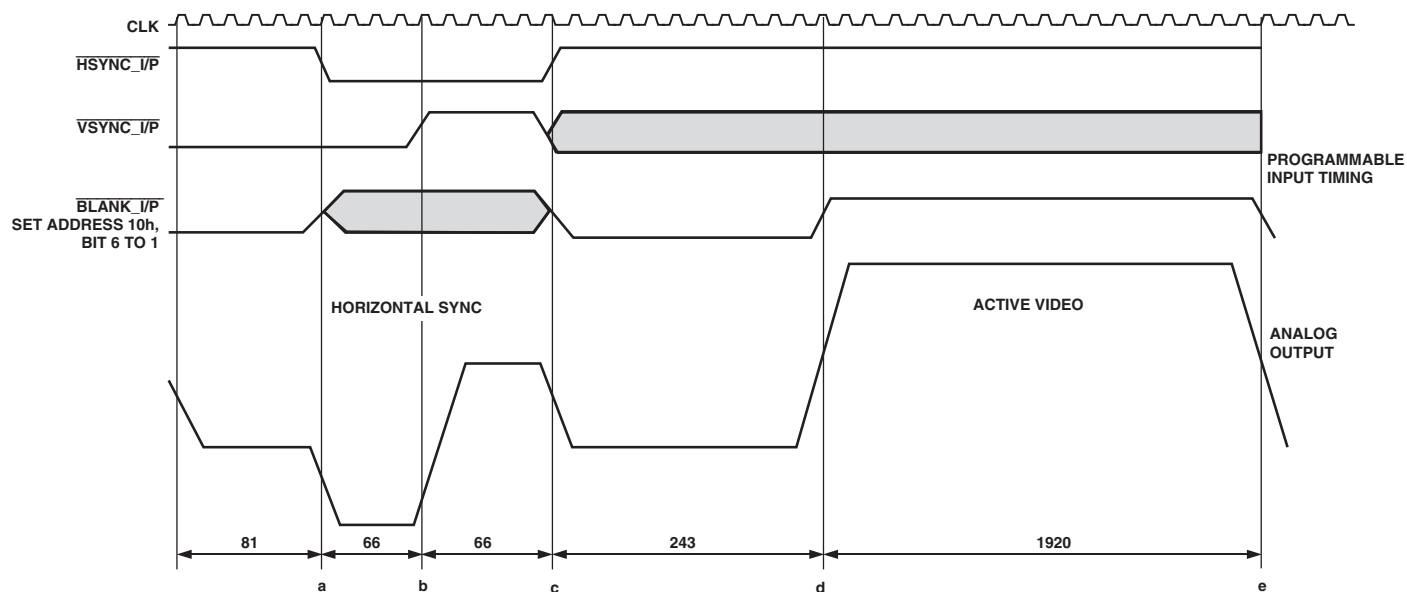 CLK
HSYNC_I/P
VSYNC_I/P
PROGRAMMABLE
INPUT TIMING
BLANK_I/P
SET ADDRESS 10h,
BIT 6 TO 1
HORIZONTAL SYNC
ACTIVE VIDEO
ANALOG
OUTPUT
81
66
66
243
1920
a
b
c
d
e